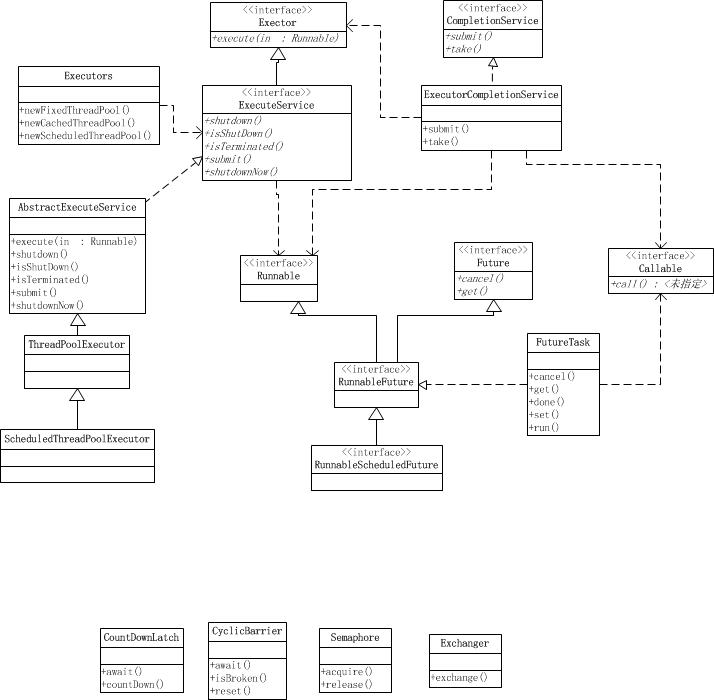 <<interface>>
Exector
+execute(in : Runnable)
<<interface>>
CompletionService
+submit()
+take()
Executors
+newFixedThreadPool()
+newCachedThreadPool()
+newScheduledThreadPool()
<<interface>>
ExecuteService
+shutdown()
+isShutDown()
+isTerminated()
+submit()
+shutdownNow()
ExecutorCompletionService
+submit()
+take()
AbstractExecuteService
+execute(in : Runnable)
+shutdown()
+isShutDown()
+isTerminated()
+submit()
+shutdownNow()
<<interface>>
Runnable
<<interface>>
Future
+cancel()
+get()
<<interface>>
Callable
+call() : <未指定>
ThreadPoolExecutor
<<interface>>
RunnableFuture
FutureTask
+cancel()
+get()
+done()
+set()
+run()
ScheduledThreadPoolExecutor
<<interface>>
RunnableScheduledFuture
CountDownLatch
+await()
+countDown()
CyclicBarrier
+await()
+isBroken()
+reset()
Semaphore
+acquire()
+release()
Exchanger
+exchange()